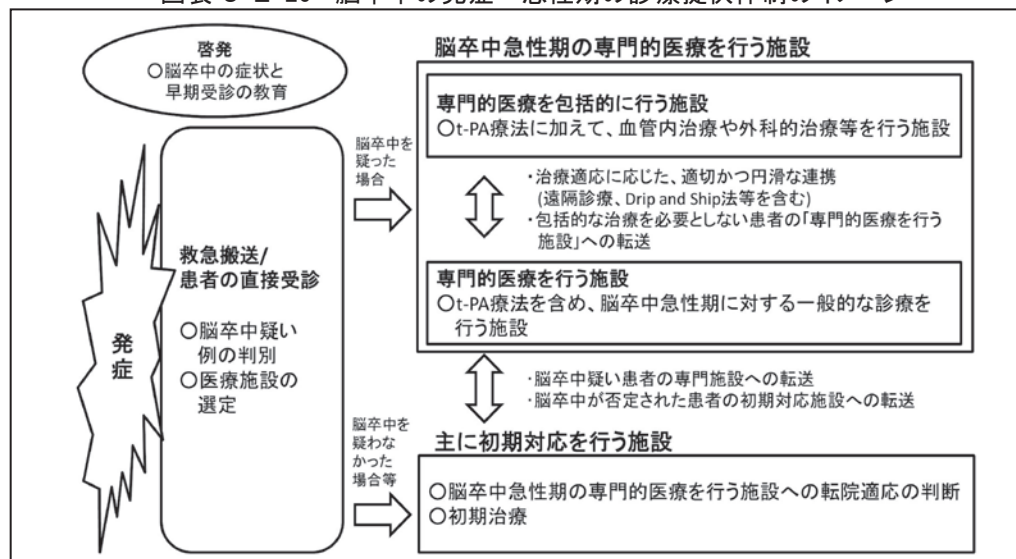 啓発
○脳卒中の症状と
早期受診の教育
発症
救急搬送/
患者の直接受診
○脳卒中疑い
例の判別
○医療施設の
選定
脳卒中を
疑った
場合
脳卒中を
疑わな
かった
場合等
脳卒中急性期の専門的医療を行う施設
専門的医療を包括的に行う施設
○t-PA療法に加えて、血管内治療や外科的治療等を行う施設
・治療適応に応じた、適切かつ円滑な連携
(遠隔診療、Drip and Ship法等を含む)
・包括的な治療を必要としない患者の「専門的医療を行う
施設」への転送
専門的医療を行う施設
○t-PA療法を含め、脳卒中急性期に対する一般的な診療を
行う施設
・脳卒中疑い患者の専門施設への転送
・脳卒中が否定された患者の初期対応施設への転送
主に初期対応を行う施設
○脳卒中急性期の専門的医療を行う施設への転院適応の判断
○初期治療